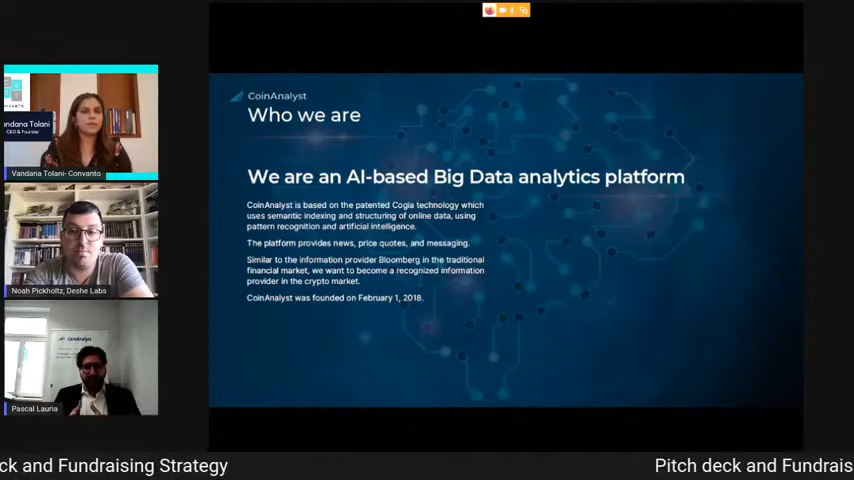 CoinAnalyst
Who we are
We are an AI-based Big Data analytics platform
CoinAnalyst is based on the patented Cogia technology which
uses semantic indexing and structuring of online data, using
pattern recognition and artificial intelligence.
The platform provides news, price quotes, and messaging.
Similar to the information provider Bloomberg in the traditional
financial market, we want to become a recognized information
provider in the crypto market.
CoinAnalyst was founded on February 1, 2018.
andana Tolani
CEO & Founder
Vandana Tolani- Convanto
Noah Pickholtz, Deshe Labs
CoinAnalyst
Pascal Lauria
ck and Fundraising Strategy
Pitch deck and Fundrais